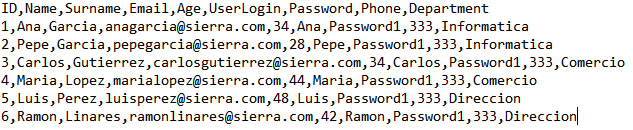 ID,Name,Surname,Email,Age,UserLogin,Password,Phone,Department
1,Ana,Garcia,anagarcia@sierra.com,34,Ana,Password1,333,Informatica
2,Pepe,Garcia,pepegarcia@sierra.com,28,Pepe,Password1,333,Informatica
3,Carlos,Gutierrez,carlosgutierrez@sierra.com,34,Carlos,Password1,333,Comercio
4,Maria,Lopez,marialopez@sierra.com,44,Maria,Password1,333,Comercio
5,Luis,Perez,luisperez@sierra.com,48,Luis,Password1,333,Direccion
6,Ramon,Linares,ramonlinares@sierra.com,42,Ramon,Password1,333,Direccion